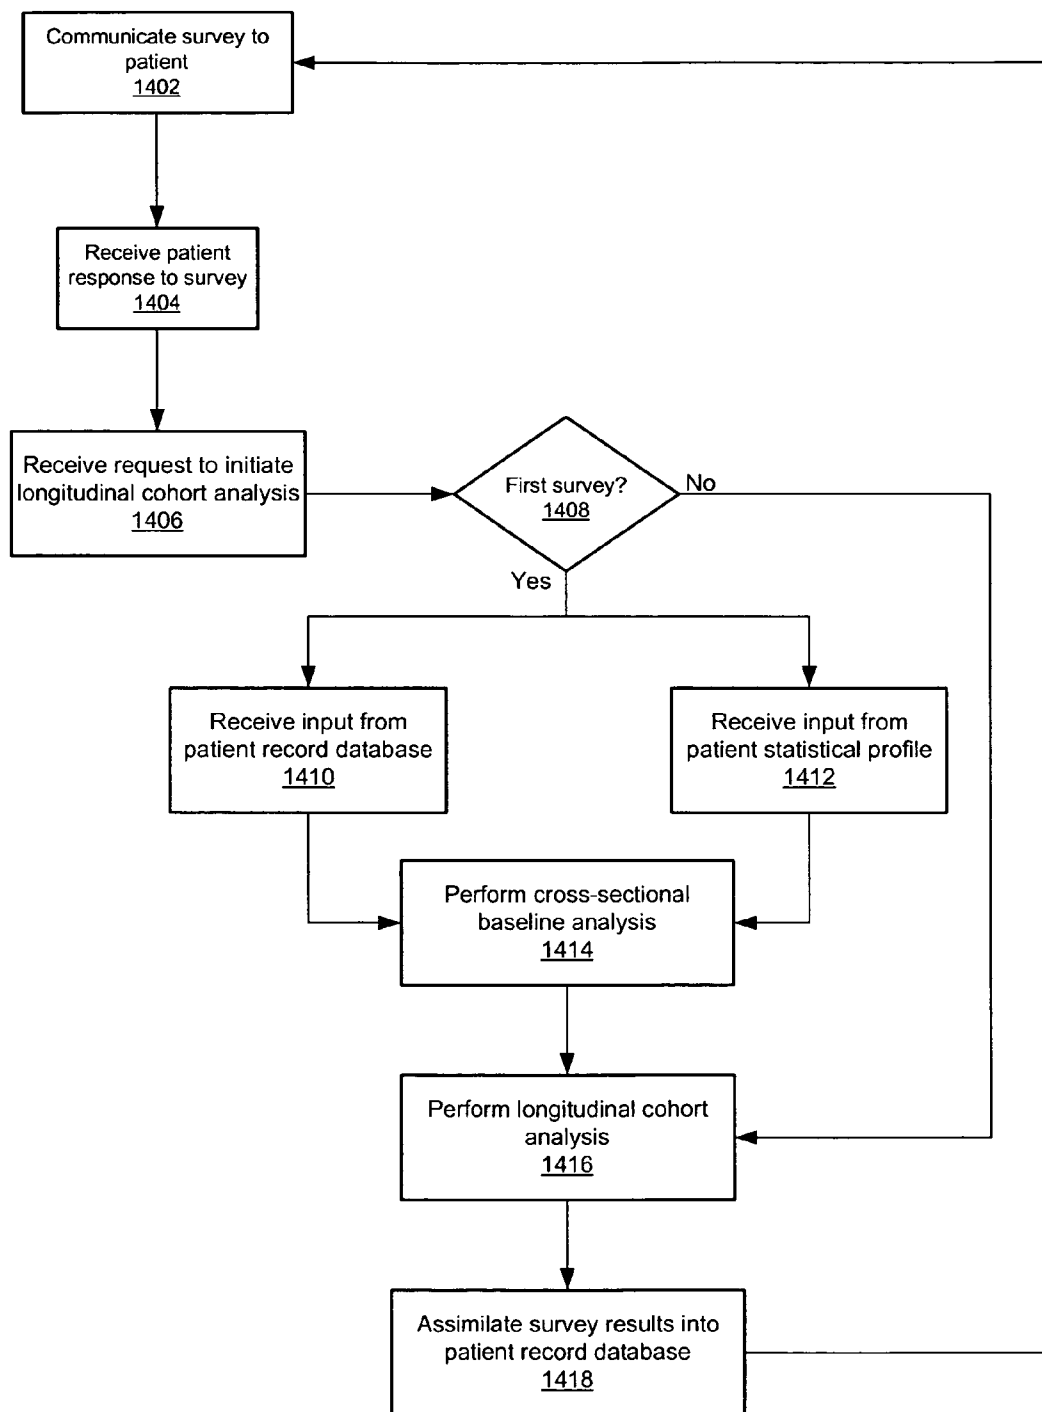 Communicate survey to
patient
1402
Receive patient
response to survey
1404
Receive request to initiate
longitudinal cohort analysis
1406
First survey?
1408
No
Yes
Receive input from
patient record database
1410
Receive input from
patient statistical profile
1412
Perform cross-sectional
baseline analysis
1414
Perform longitudinal cohort
analysis
1416
Assimilate survey results into
patient record database
1418